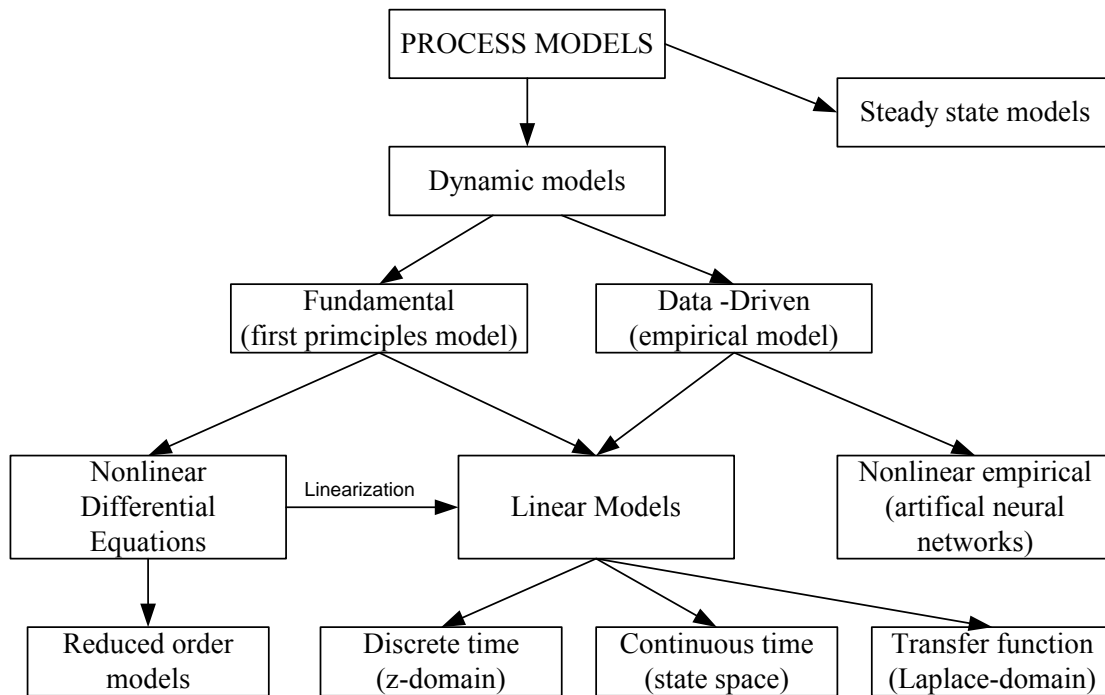 PROCESS MODELS
Steady state models
Dynamic models
Fundamental
(first primciples model)
Data -Driven
(empirical model)
Nonlinear
Differential
Equations
Linearization
Linear Models
Nonlinear empirical
(artifical neural
networks)
Reduced order
models
Discrete time
(z-domain)
Continuous time
(state space)
Transfer function
(Laplace-domain)